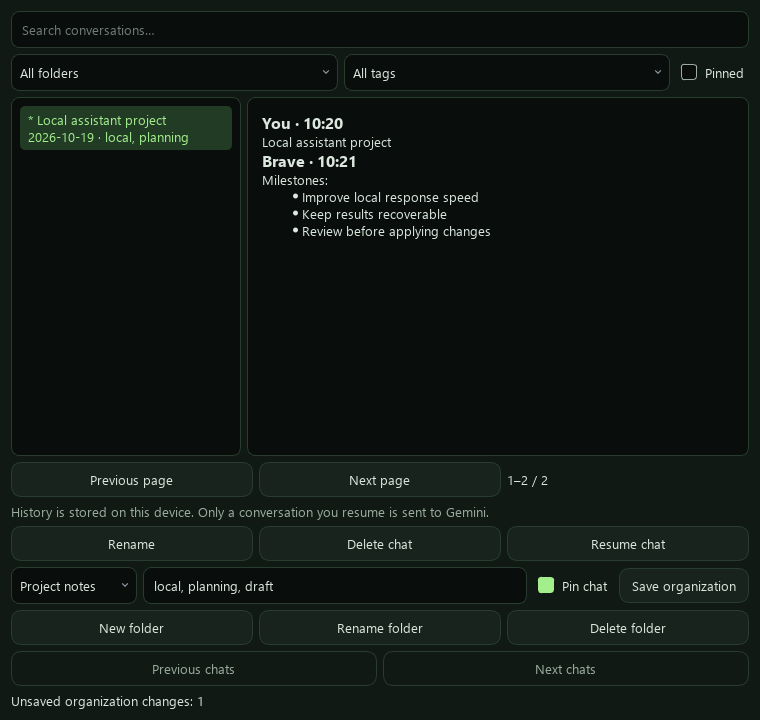 Search conversations...
All folders
All tags
Pinned
* Local assistant project
2026-10-19 · local, planning
You · 10:20
Local assistant project
Brave · 10:21
Milestones:
• Improve local response speed
• Keep results recoverable
• Review before applying changes
Previous page
Next page
1–2 / 2
History is stored on this device. Only a conversation you resume is sent to Gemini.
Rename
Delete chat
Resume chat
Project notes
local, planning, draft
Pin chat
Save organization
New folder
Rename folder
Delete folder
Previous chats
Next chats
Unsaved organization changes: 1